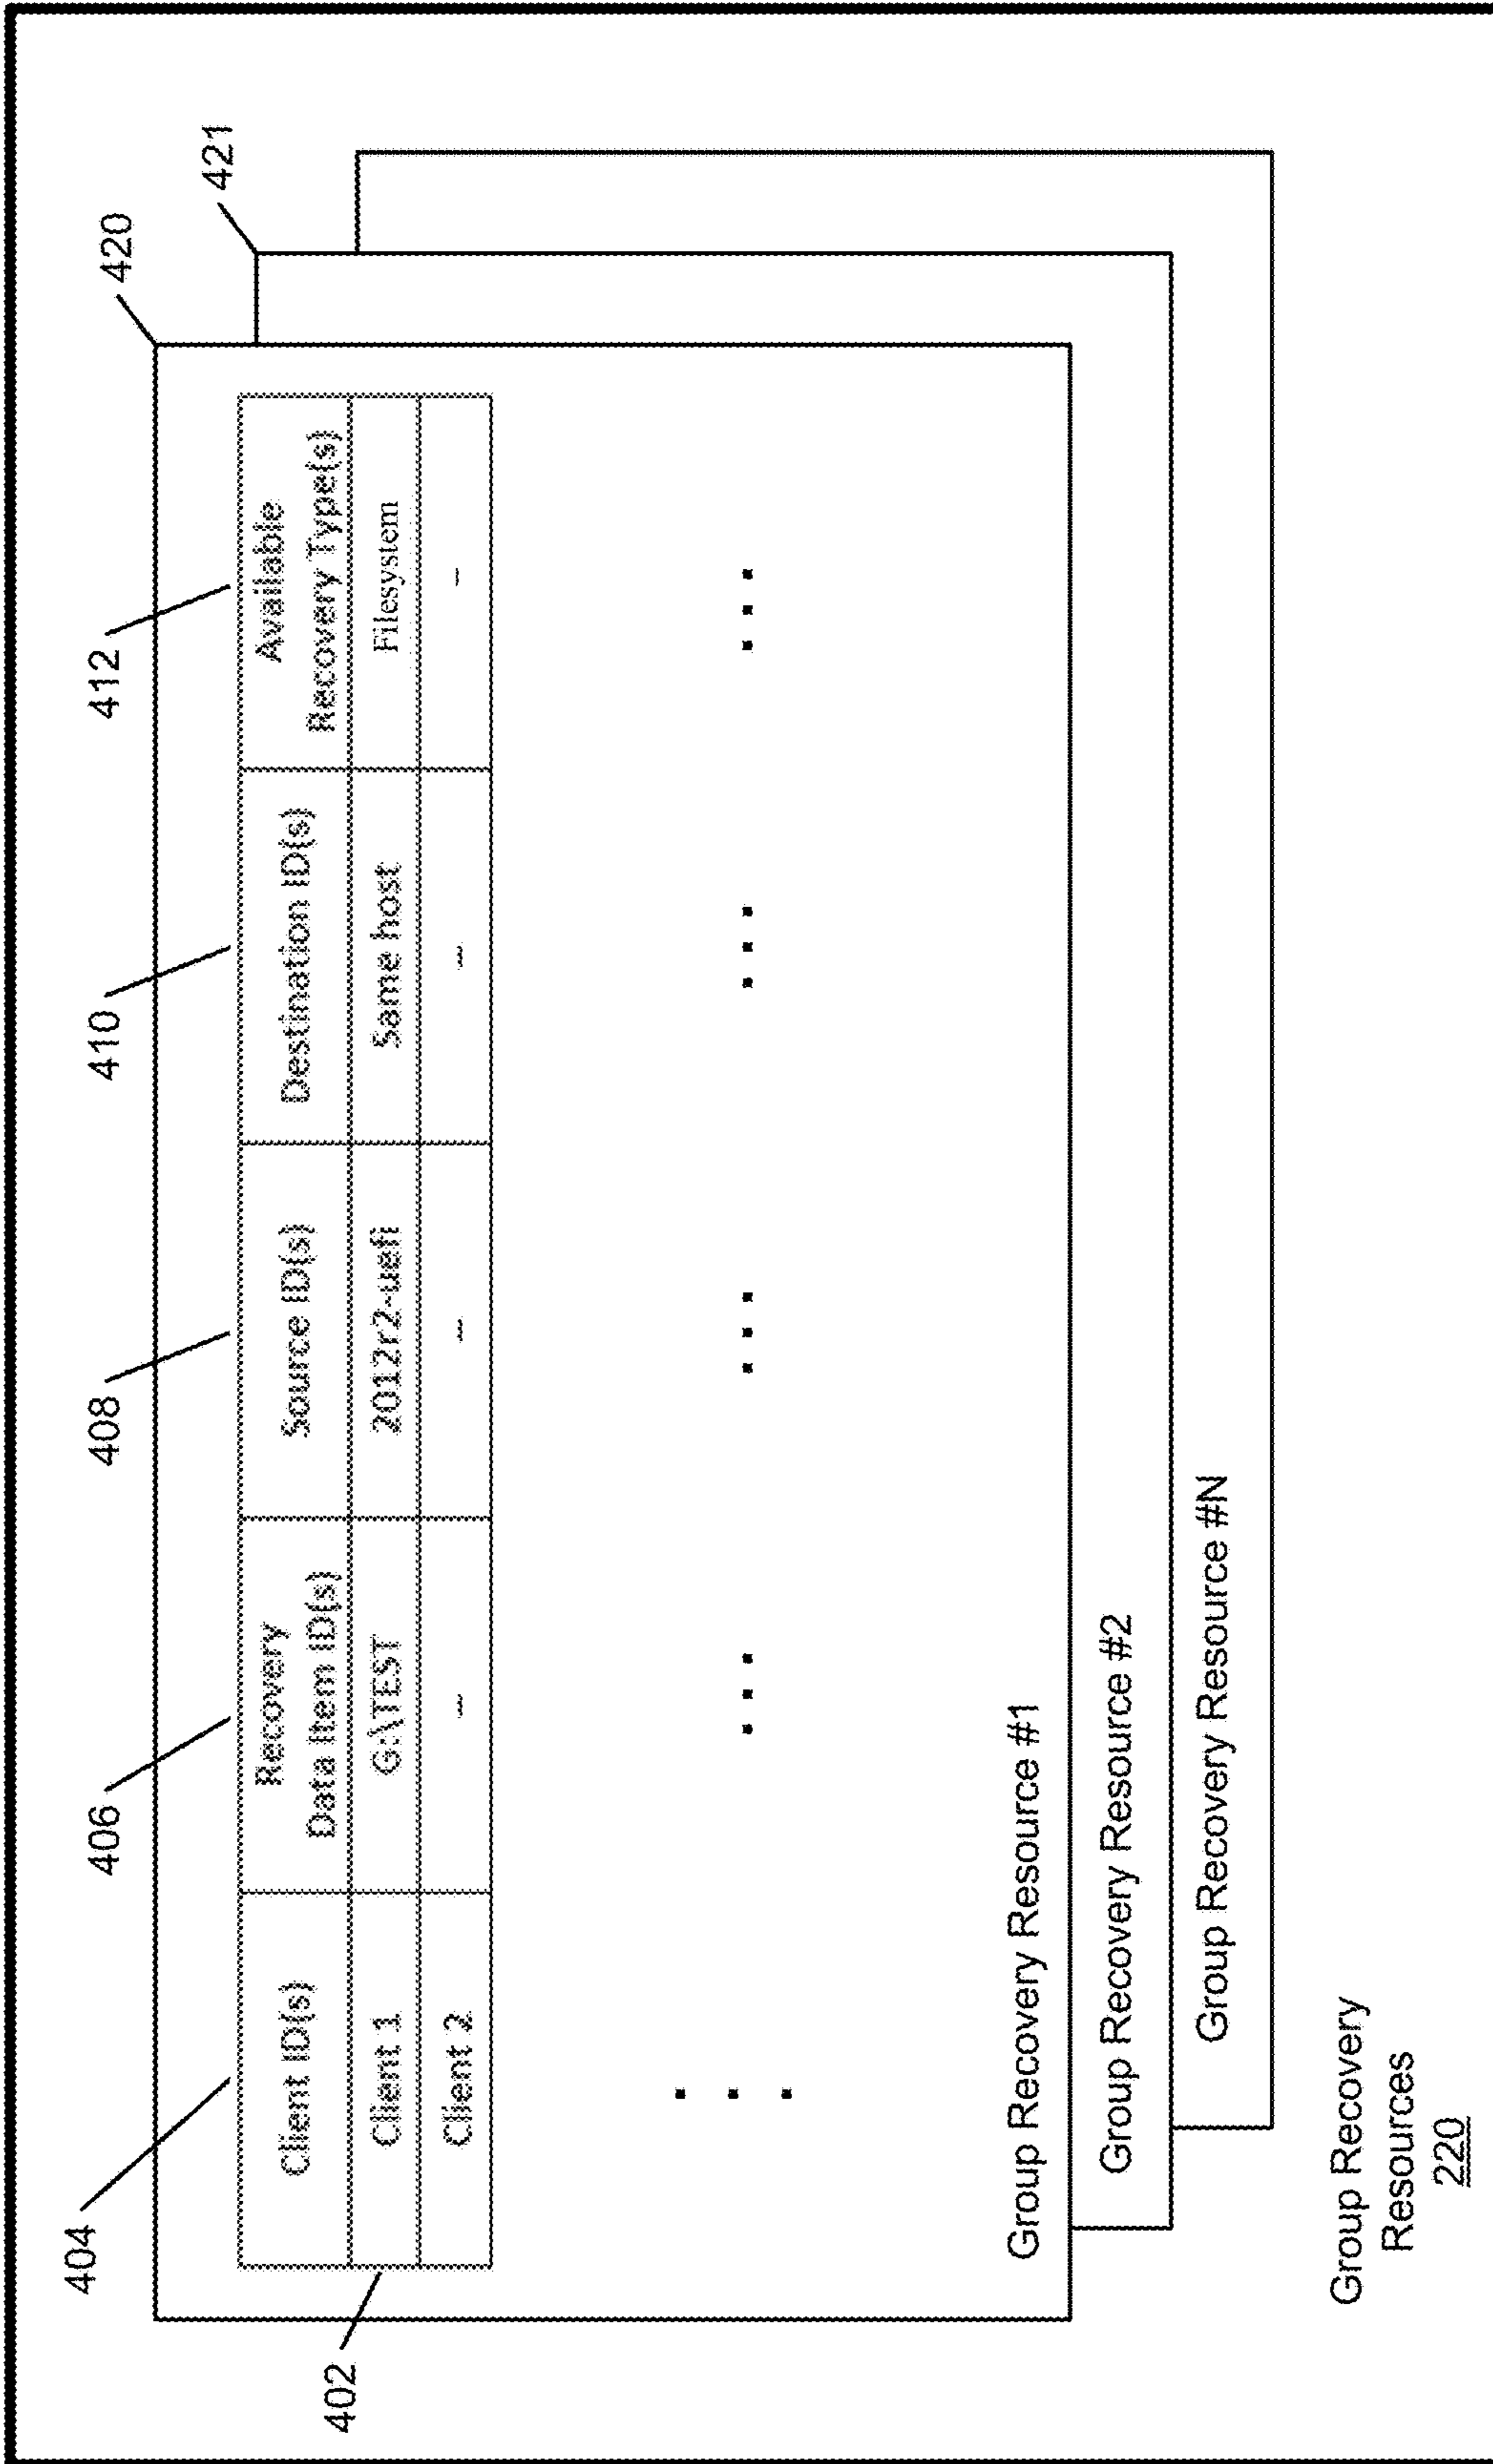 404
406
408
410
412
420
421
402
Client ID(s)
Recovery
Data Item ID(s)
Source ID(s)
Destination ID(s)
Available
Recovery Type(s)
Client 1
G:\TEST
2012r2-uefi
Same host
Filesystem
Client 2
--
--
--
--
Group Recovery Resource #1
Group Recovery Resource #2
Group Recovery Resource #N
Group Recovery
Resources
220